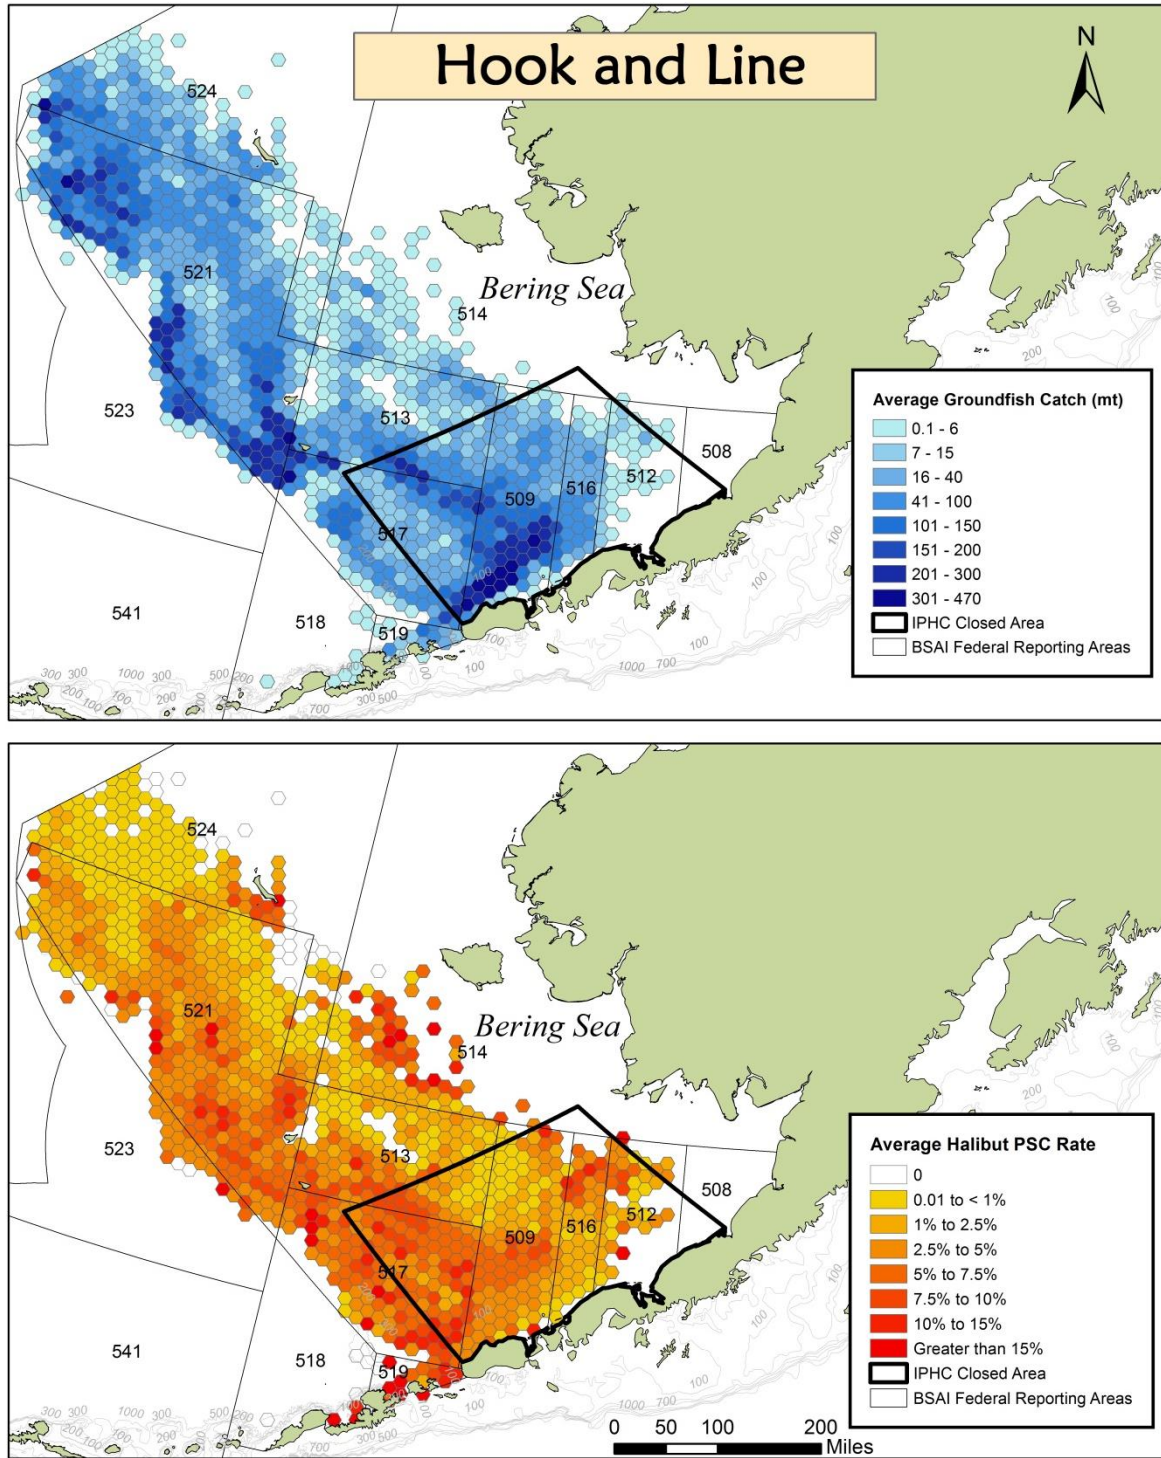 Hook and Line
N
524
521
Bering Sea
514
523
513
508
512
516
509
517
541
518
519
Average Groundfish Catch (mt)
0.1 - 6
7 - 15
16 - 40
41 - 100
101 - 150
151 - 200
201 - 300
301 - 470
IPHC Closed Area
BSAI Federal Reporting Areas
524
521
Bering Sea
514
523
513
508
512
516
509
517
541
518
519
Average Halibut PSC Rate
0
0.01 to < 1%
1% to 2.5%
2.5% to 5%
5% to 7.5%
7.5% to 10%
10% to 15%
Greater than 15%
IPHC Closed Area
BSAI Federal Reporting Areas
0 50 100 200
Miles